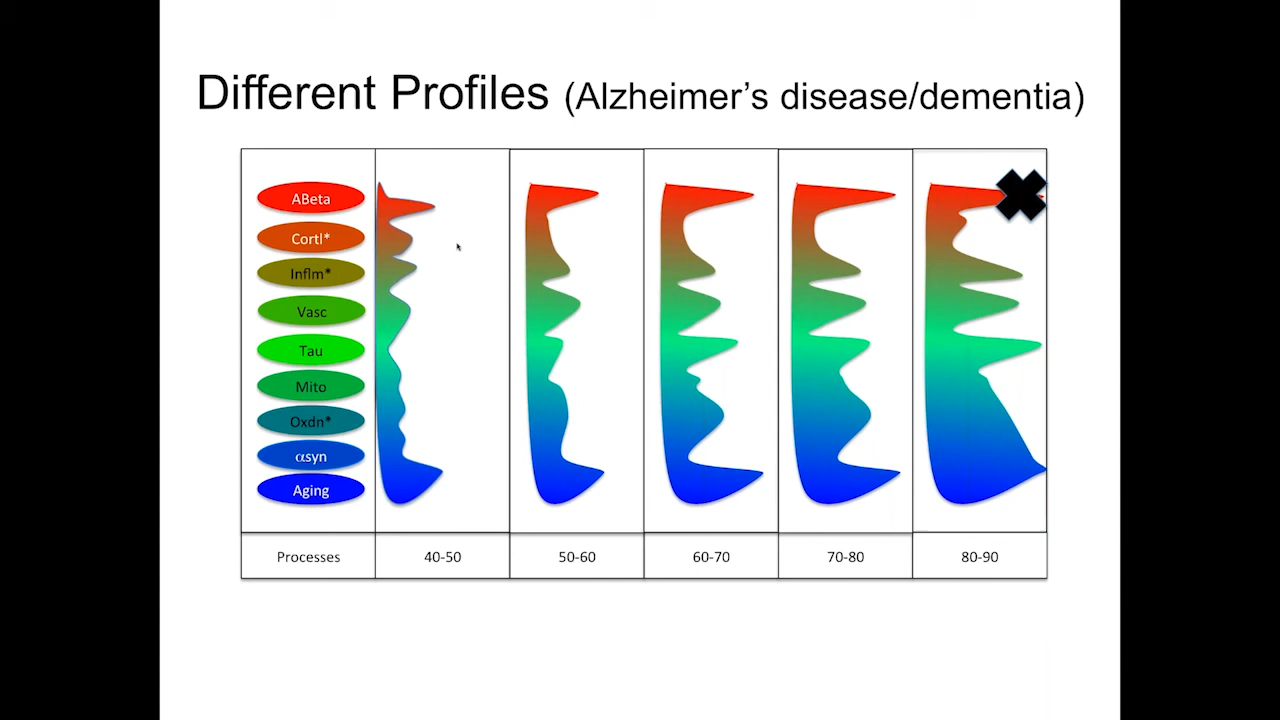 Different Profiles (Alzheimer’s disease/dementia)
ABeta
Cortl*
Inflm*
Vasc
Tau
Mito
Oxdn*
αsyn
Aging
Processes 40-50 50-60 60-70 70-80 80-90